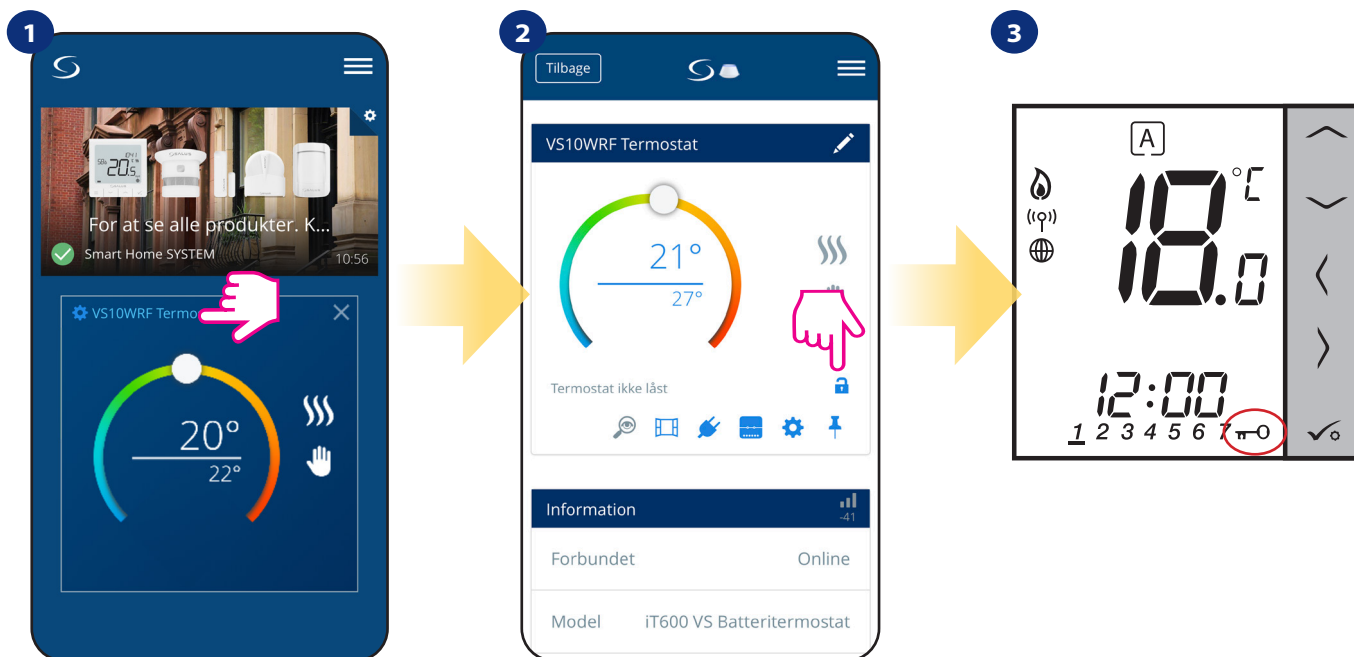 1
For at se alle produkter. K...
Smart Home SYSTEM
10:56
VS10WRF Termo
20°
22°
2
Tilbage
VS10WRF Termostat
21°
27°
Termostat ikke låst
Information
-41
Forbundet
Online
Model
iT600 VS Batteritermostat
3
A
18.0 °C
12:00
1 2 3 4 5 6 7